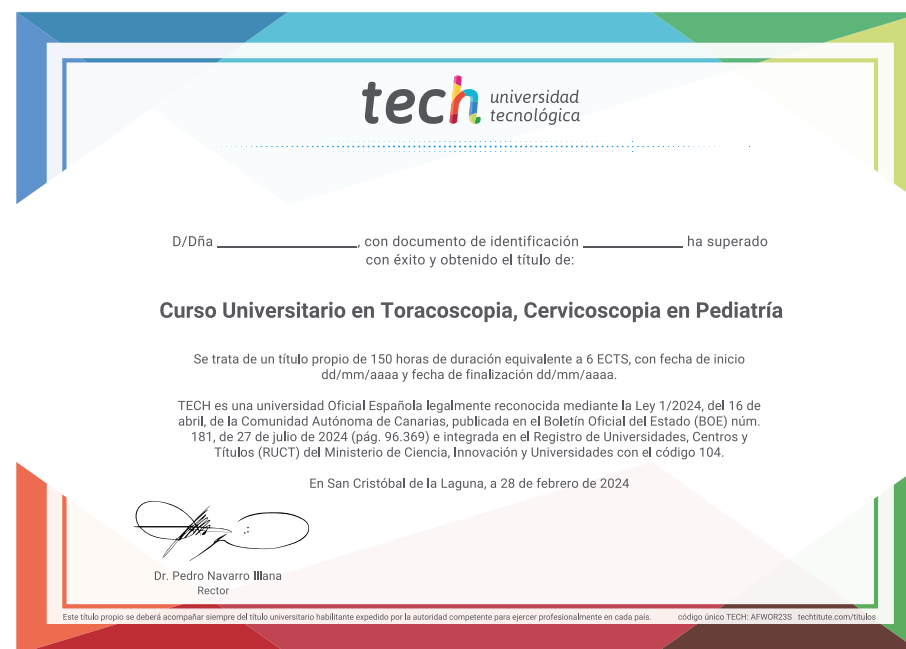 tech universidad
tecnológica
D/Dña ____________________, con documento de identificación ______________ ha superado
con éxito y obtenido el título de:
Curso Universitario en Toracoscopia, Cervicoscopia en Pediatría
Se trata de un título propio de 150 horas de duración equivalente a 6 ECTS, con fecha de inicio
dd/mm/aaaa y fecha de finalización dd/mm/aaaa.
TECH es una universidad Oficial Española legalmente reconocida mediante la Ley 1/2024, del 16 de
abril, de la Comunidad Autónoma de Canarias, publicada en el Boletín Oficial del Estado (BOE) núm.
181, de 27 de julio de 2024 (pág. 96.369) e integrada en el Registro de Universidades, Centros y
Títulos (RUCT) del Ministerio de Ciencia, Innovación y Universidades con el código 104.
En San Cristóbal de la Laguna, a 28 de febrero de 2024
Dr. Pedro Navarro Illana
Rector
Este título propio se deberá acompañar siempre del título universitario habilitante expedido por la autoridad competente para ejercer profesionalmente en cada país. código único TECH: AFWOR23S techtitute.com/titulos